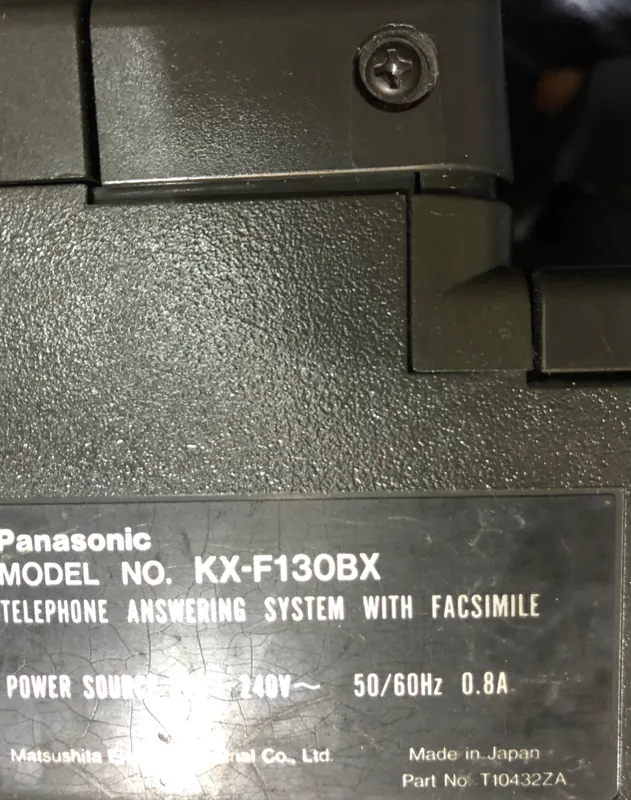 Panasonic
MODEL NO. KX-F130BX
TELEPHONE ANSWERING SYSTEM WITH FACSIMILE
POWER 240V~ 50/60Hz 0.8A
Matsushita Co., Ltd.
Made in Japan
Part No. T10432ZA